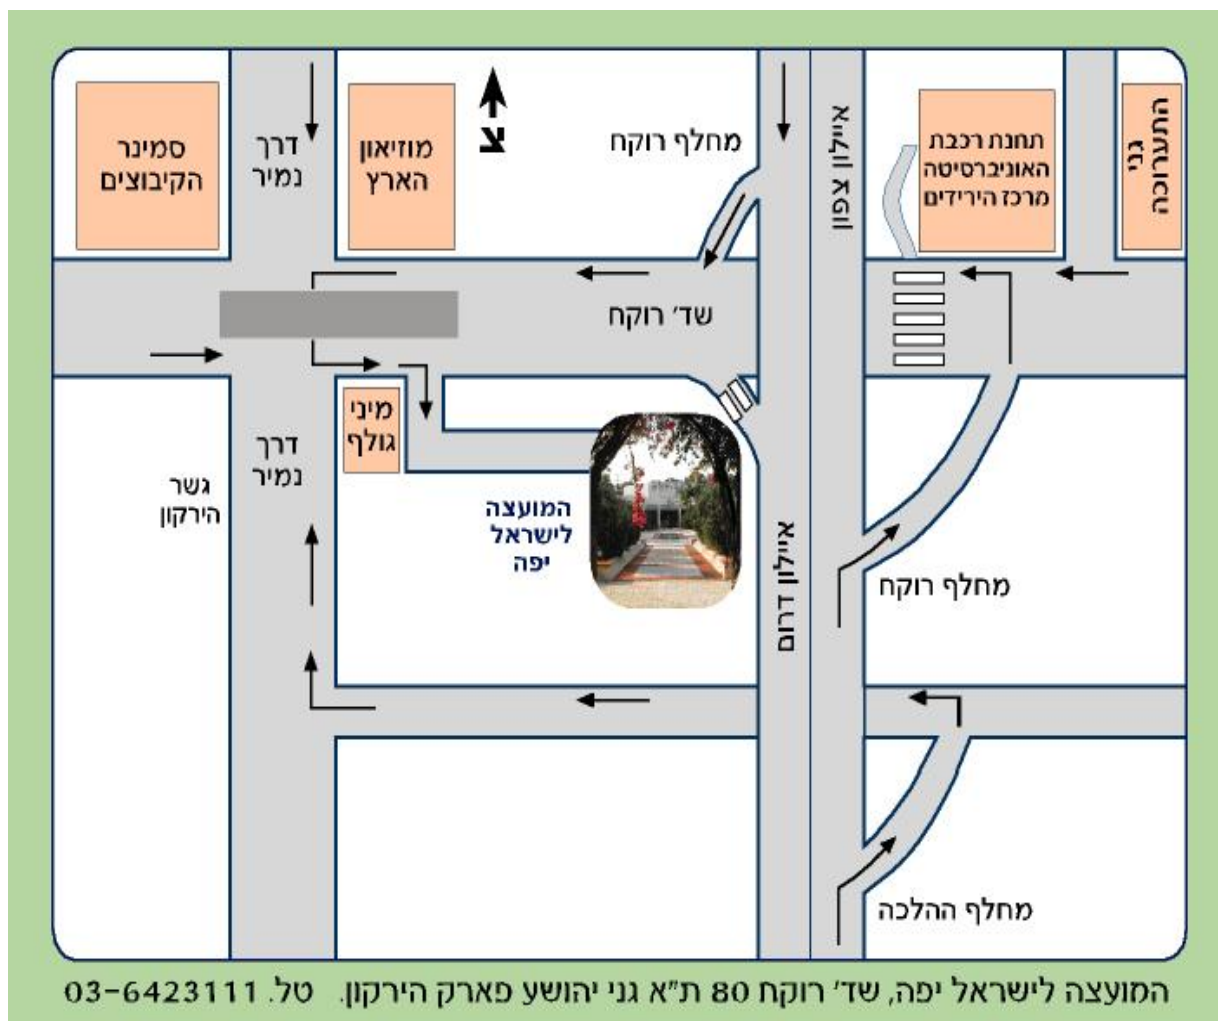 סמינר
הקיבוצים
דרך
נמיר
מוזיאון
הארץ
צ
מחלף רוקח
איילון צפון
תחנת רכבת
האוניברסיטה
מרכז הירידים
גני
התערוכה
שד' רוקח
מיני
גולף
דרך
נמיר
גשר
הירקון
המועצה
לישראל
יפה
איילון דרום
מחלף רוקח
מחלף ההלכה
המועצה לישראל יפה, שד' רוקח 80 ת"א גני יהושע פארק הירקון. טל. 03-6423111